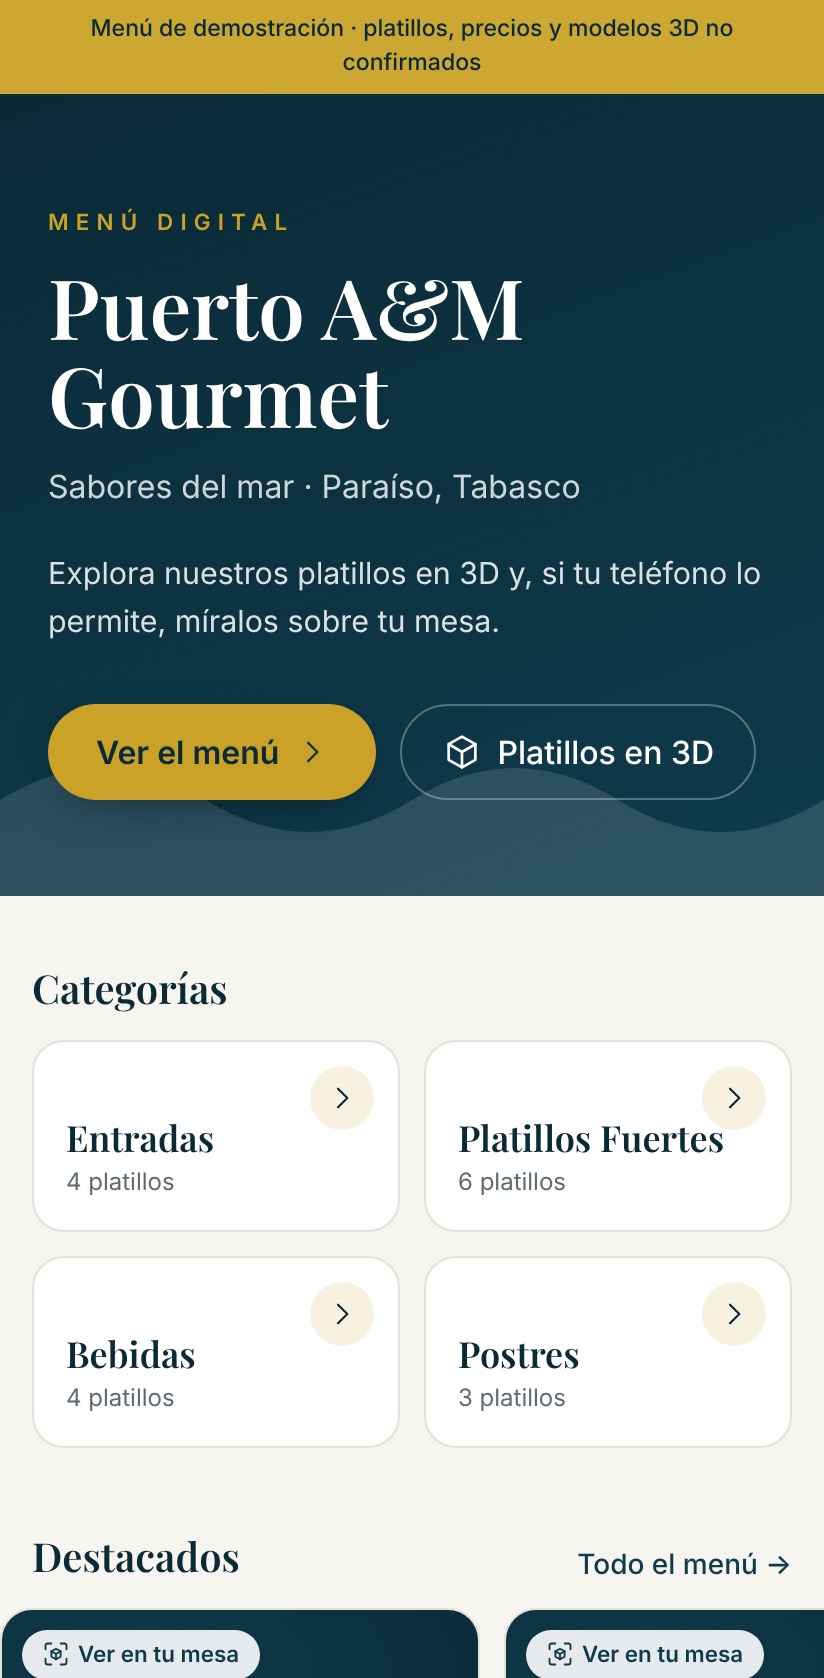 Menú de demostración · platillos, precios y modelos 3D no
confirmados
MENÚ DIGITAL
Puerto A&M
Gourmet
Sabores del mar · Paraíso, Tabasco
Explora nuestros platillos en 3D y, si tu teléfono lo
permite, míralos sobre tu mesa.
Ver el menú
Platillos en 3D
Categorías
Entradas
4 platillos
Platillos Fuertes
6 platillos
Bebidas
4 platillos
Postres
3 platillos
Destacados
Todo el menú →
Ver en tu mesa
Ver en tu mesa